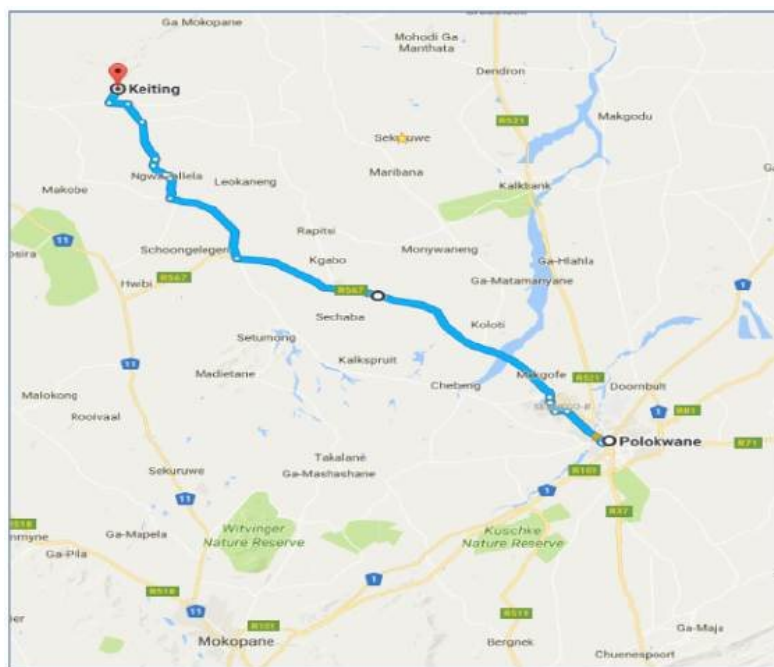 Ga Mokopane
Mohodi Ga
Manthata
Dendron
Keiting
R521
Makgodu
Sekuruwe
Leokaneng
Maribana
Makobe
Kalkbank
11
Rapitsi
Schoongelegen
Monywaneng
Kgabo
Ga-Hlahla
Hwibi
R567
Ga-Matamanyane
1
R567
Sechaba
Koloti
Setumong
11
Kalkspruit
Madietane
Chebeng
Makgofe
R521
Doornbult
Malokong
Rooivaal
1
R81
Polokwane
R71
Takalane
Sekuruwe
Ga-Mashashane
R101
11
1
R37
Witvinger
Nature Reserve
Kuschke
Nature Reserve
R518
Ga-Mapela
Ga-Pila
1
R518
11
R101
Mokopane
R519
Ga-Maja
Bergnek
Chuenespoort